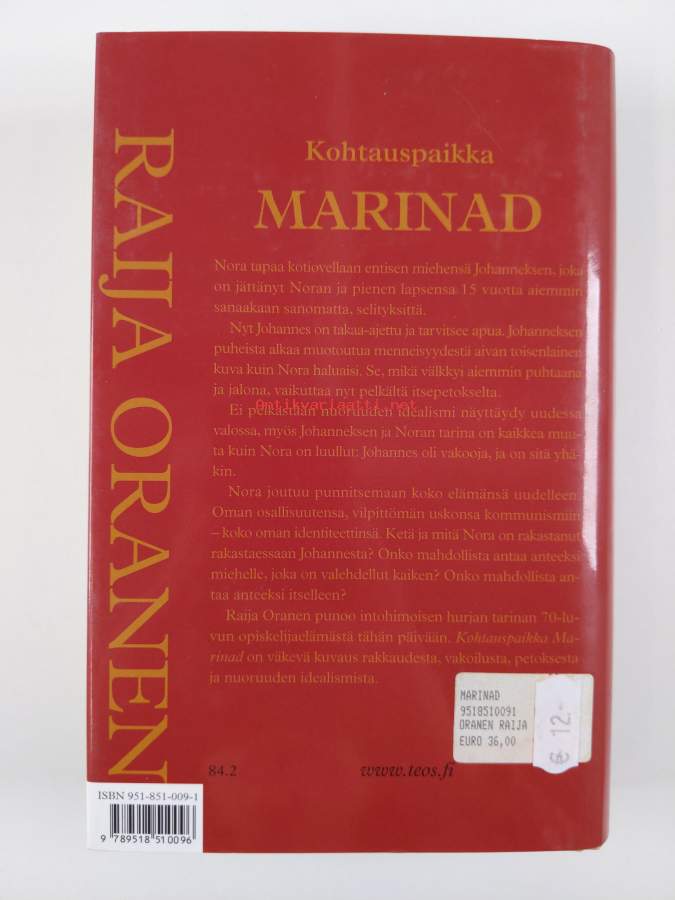 RAIJA ORANEN
Kohtauspaikka
MARINAD
Nora tapaa kotiovellaan entisen miehensä Johanneksen, joka
on jättänyt Noran ja pienen lapsensa 15 vuotta aiemmin
sanaakaan sanomatta, selityksittä.
Nyt Johannes on takaa-ajettu ja tarvitsee apua. Johanneksen
puheista alkaa muotoutua menneisyydestä aivan toisenlainen
kuva kuin Nora haluaisi. Se, mikä välkkyi aiemmin puhtaana
ja jalona, vaikuttaa nyt pelkältä itsepetokselta.
antikvariaatti.net
Ei pelkästään nuoruuden idealismi näyttäydy uudessa
valossa, myös Johanneksen ja Noran tarina on kaikkea muu-
ta kuin Nora on luullut: Johannes oli vakooja, ja on sitä yhä-
kin.
Nora joutuu punnitsemaan koko elämänsä uudelleen.
Oman osallisuutensa, vilpittömän uskonsa kommunismiin
– koko oman identiteettinsä. Ketä ja mitä Nora on rakastanut
rakastaessaan Johannesta? Onko mahdollista antaa anteeksi
miehelle, joka on valehdellut kaiken? Onko mahdollista an-
taa anteeksi itselleen?
Raija Oranen punoo intohimoisen hurjan tarinan 70-lu-
vun opiskelijaelämästä tähän päivään. Kohtauspaikka Ma-
rinad on väkevä kuvaus rakkaudesta, vakoilusta, petoksesta
ja nuoruuden idealismista.
MARINAD
9518510091
ORANEN RAIJA
EURO 36,00
€ 12.-
84.2
www.teos.fi
ISBN 951-851-009-1
9 789518 510096